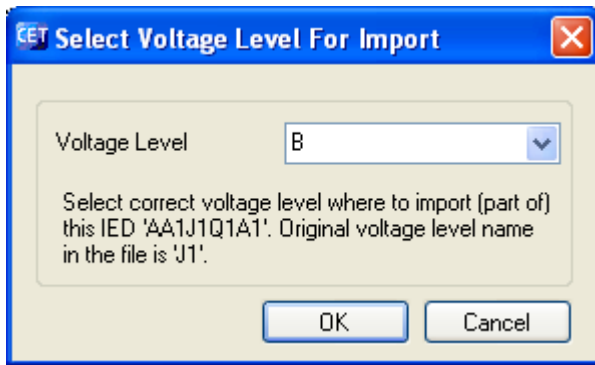 CET Select Voltage Level For Import
Voltage Level B
Select correct voltage level where to import (part of)
this IED 'AA1J1Q1A1'. Original voltage level name
in the file is 'J1'.
OK Cancel